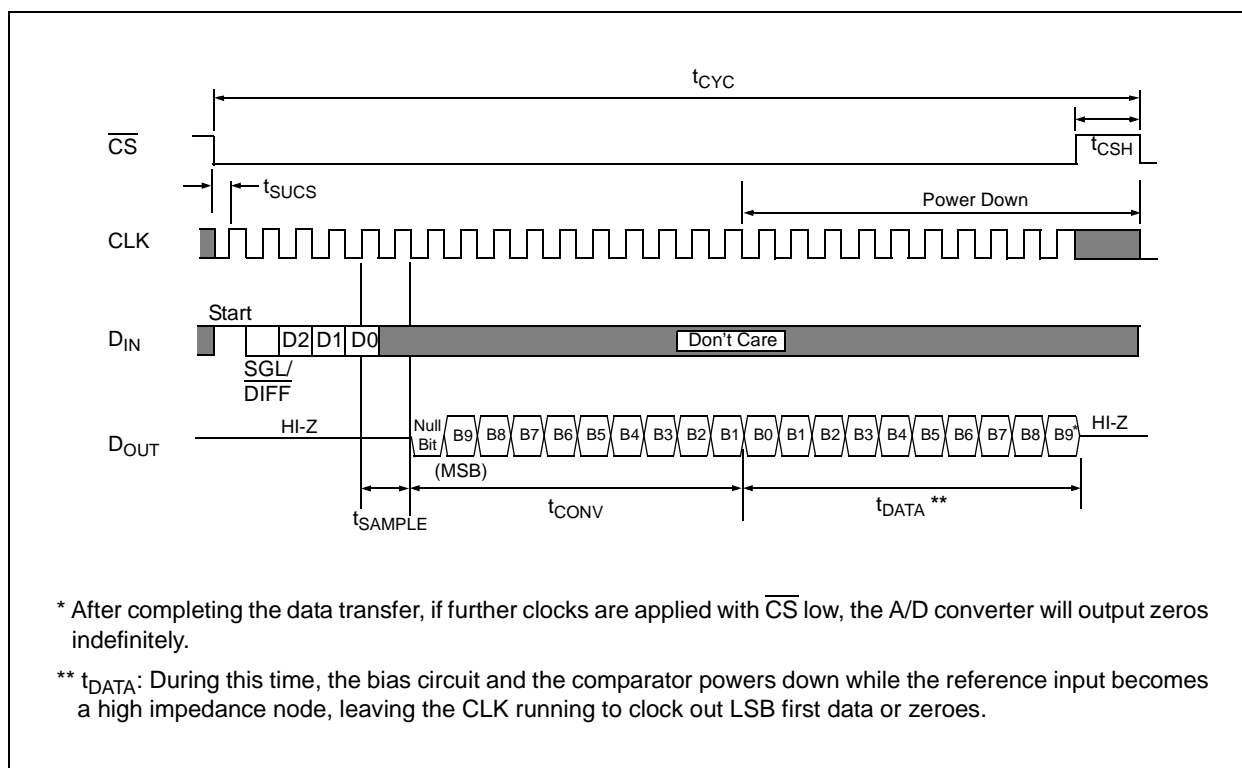 tCYC
CS
tCSH
tSUCS
Power Down
CLK
Start
DIN
D2 D1 D0
Don't Care
SGL/
DIFF
HI-Z
DOUT
Null
Bit
B9 B8 B7 B6 B5 B4 B3 B2 B1 B0 B1 B2 B3 B4 B5 B6 B7 B8 B9*
HI-Z
(MSB)
tSAMPLE
tCONV
tDATA **
* After completing the data transfer, if further clocks are applied with CS low, the A/D converter will output zeros
indefinitely.
** tDATA: During this time, the bias circuit and the comparator powers down while the reference input becomes
a high impedance node, leaving the CLK running to clock out LSB first data or zeroes.